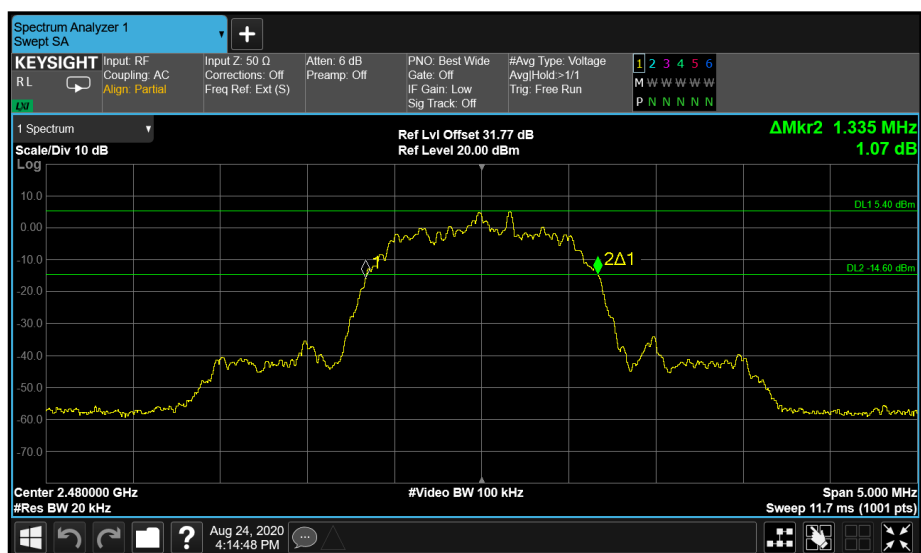 Spectrum Analyzer 1
Swept SA
KEYSIGHT
R L
LXI
Input: RF
Coupling: AC
Align: Partial
Input Z: 50 Ω
Corrections: Off
Freq Ref: Ext (S)
Atten: 6 dB
Preamp: Off
PNO: Best Wide
Gate: Off
IF Gain: Low
Sig Track: Off
#Avg Type: Voltage
Avg|Hold:>1/1
Trig: Free Run
1 2 3 4 5 6
M W W W W W
P N N N N N
1 Spectrum
Scale/Div 10 dB
Log
Ref Lvl Offset 31.77 dB
Ref Level 20.00 dBm
ΔMkr2 1.335 MHz
1.07 dB
10.0
DL1 5.40 dBm
0.00
-10.0
1
2Δ1
DL2 -14.60 dBm
-20.0
-30.0
-40.0
-50.0
-60.0
-70.0
Center 2.480000 GHz
#Video BW 100 kHz
Span 5.000 MHz
#Res BW 20 kHz
Sweep 11.7 ms (1001 pts)
?
Aug 24, 2020
4:14:48 PM